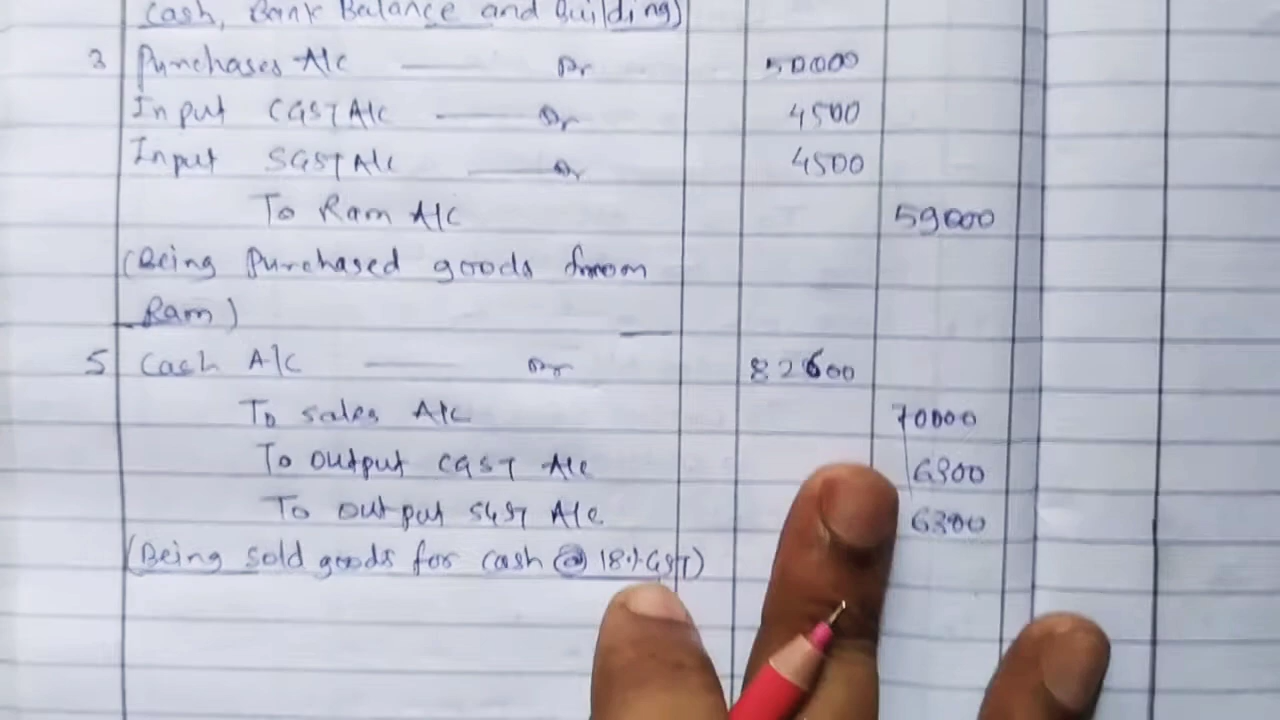 Cash, Bank Balance and Building)
3 Purchases A/c —— Dr 50000
Input CGST A/c —— Dr 4500
Input SGST A/c —— Dr 4500
To Ram A/c 59000
(Being Purchased goods from
Ram)
5 Cash A/c —— Dr 82600
To sales A/c 70000
To output CGST A/c 6300
To output SGST A/c 6300
(Being sold goods for cash @ 18% GST)